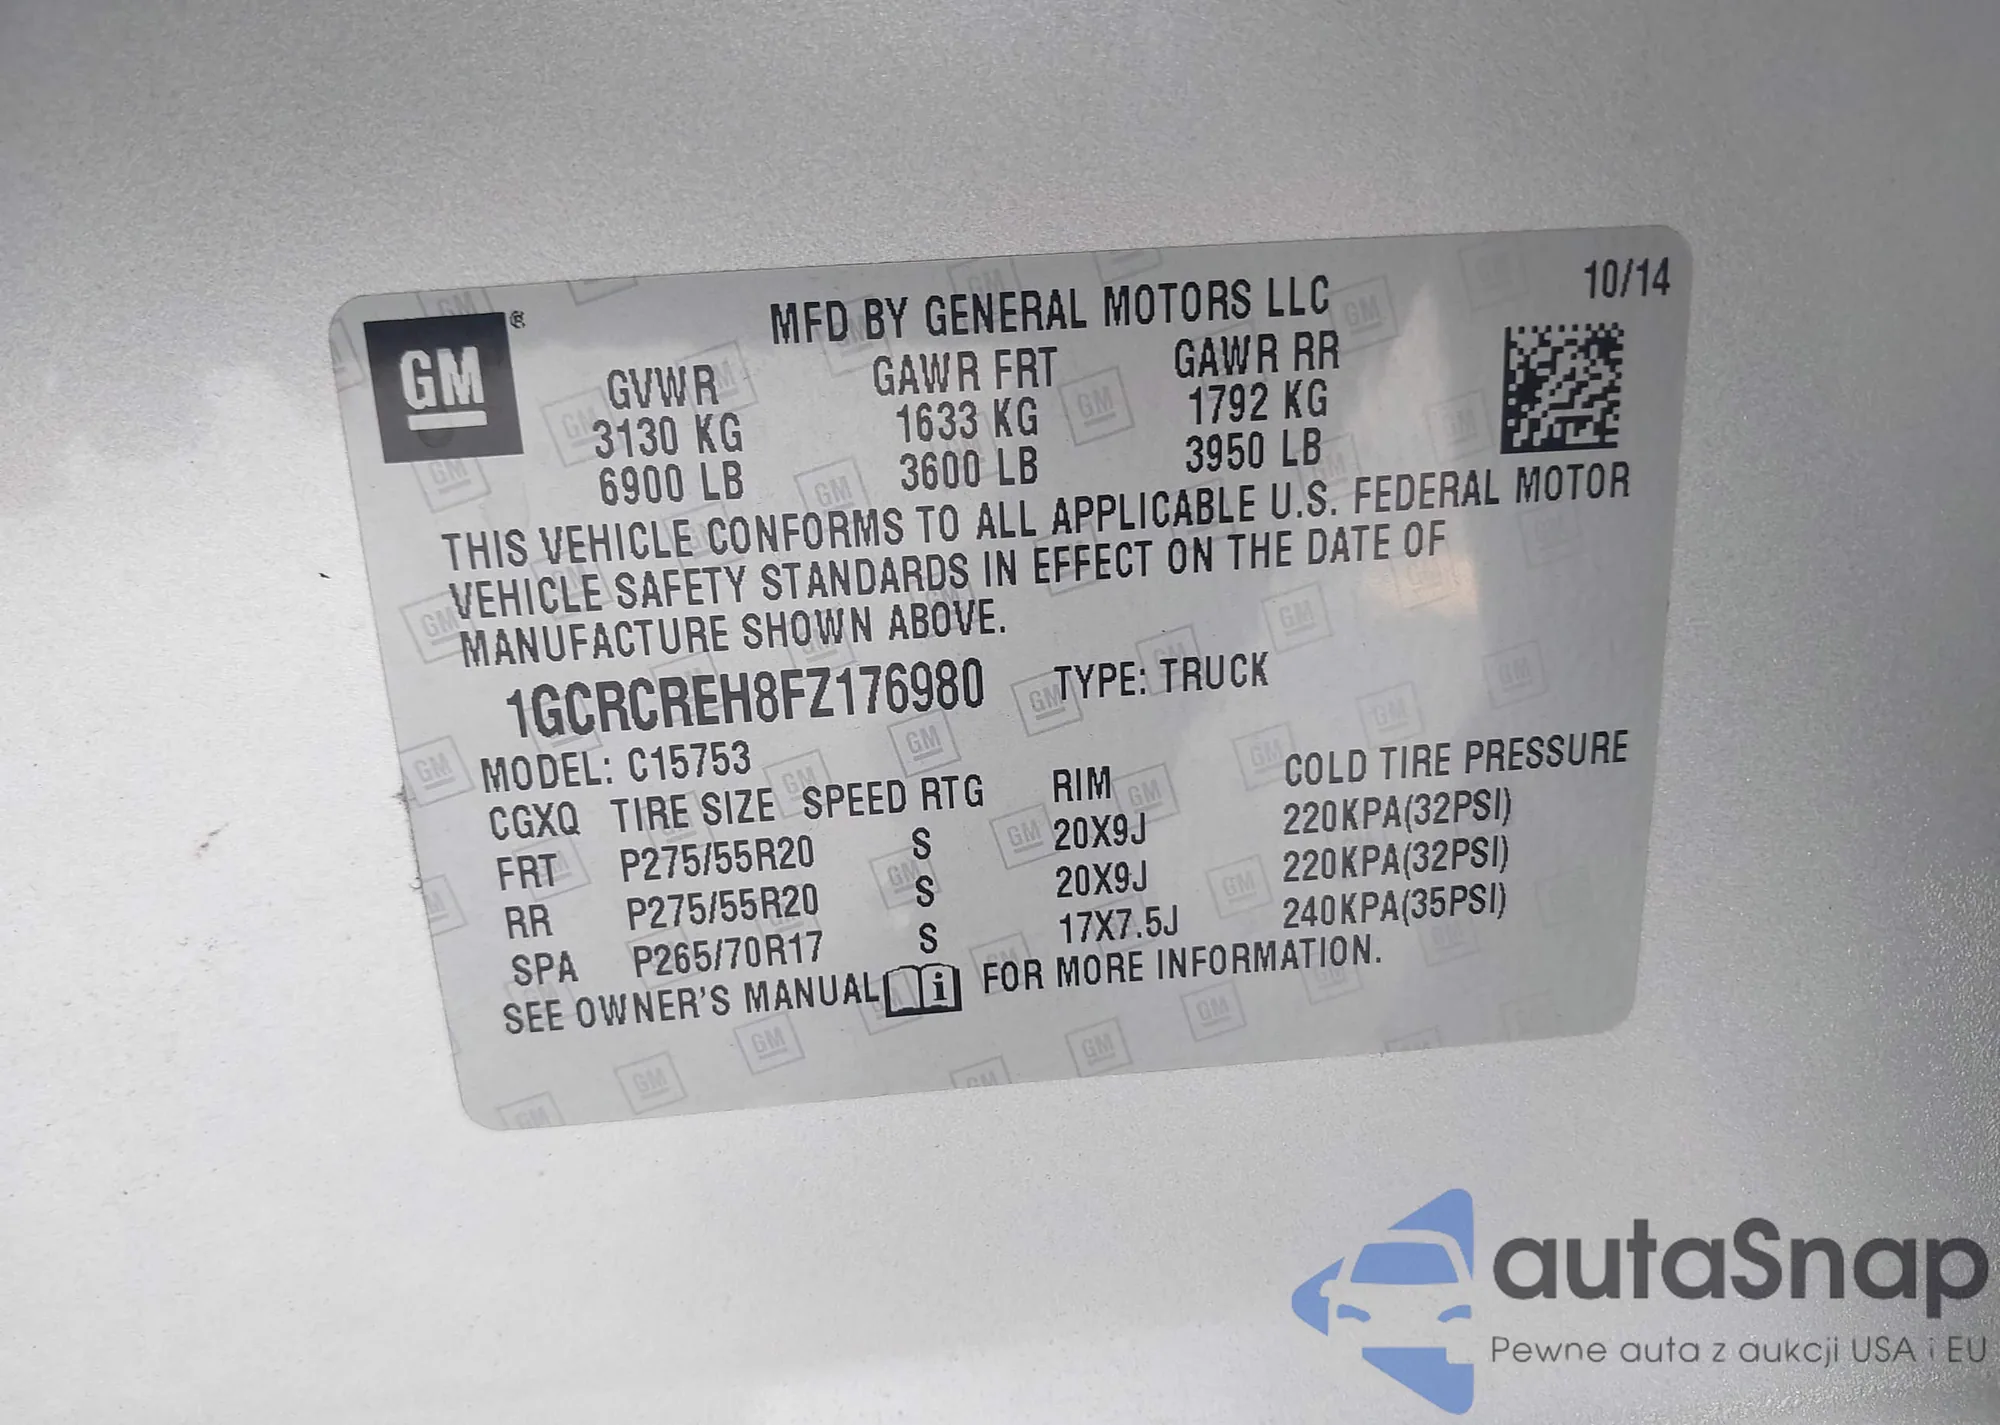 GM ®
MFD BY GENERAL MOTORS LLC 10/14
GVWR GAWR FRT GAWR RR
3130 KG 1633 KG 1792 KG
6900 LB 3600 LB 3950 LB
THIS VEHICLE CONFORMS TO ALL APPLICABLE U.S. FEDERAL MOTOR
VEHICLE SAFETY STANDARDS IN EFFECT ON THE DATE OF
MANUFACTURE SHOWN ABOVE.
1GCRCREH8FZ176980 TYPE: TRUCK
MODEL: C15753
CGXQ TIRE SIZE SPEED RTG RIM COLD TIRE PRESSURE
FRT P275/55R20 S 20X9J 220KPA(32PSI)
RR P275/55R20 S 20X9J 220KPA(32PSI)
SPA P265/70R17 S 17X7.5J 240KPA(35PSI)
SEE OWNER'S MANUAL i FOR MORE INFORMATION.
autaSnap
Pewne auta z aukcji USA i EU